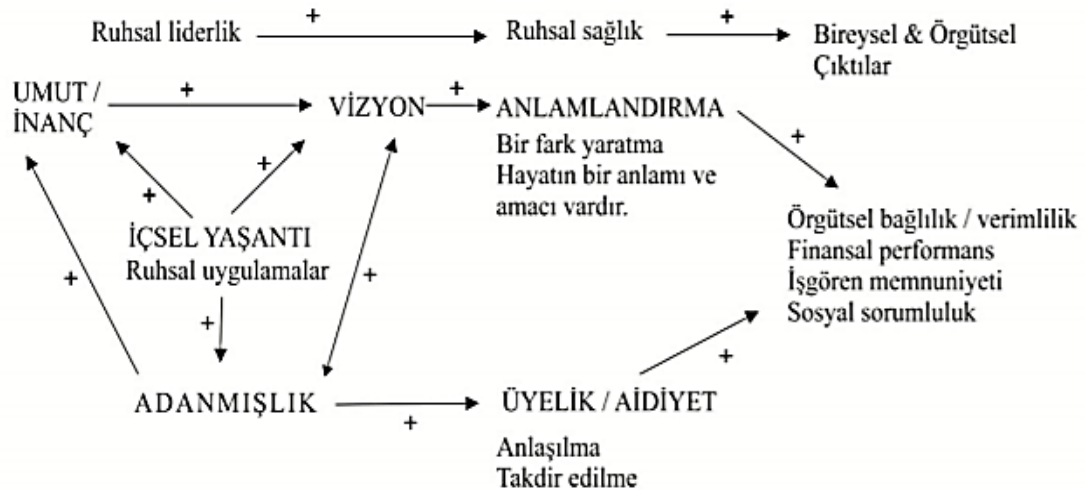 Ruhsal liderlik
+
Ruhsal sağlık
+
Bireysel & Örgütsel
Çıktılar
UMUT /
İNANÇ
+
VİZYON
+
ANLAMLANDIRMA
Bir fark yaratma
Hayatın bir anlamı ve
amacı vardır.
+
+
+
İÇSEL YAŞANTI
Ruhsal uygulamalar
+
+
+
Örgütsel bağlılık / verimlilik
Finansal performans
İşgören memnuniyeti
Sosyal sorumluluk
+
ADANMIŞLIK
+
ÜYELİK / AİDİYET
Anlaşılma
Takdir edilme